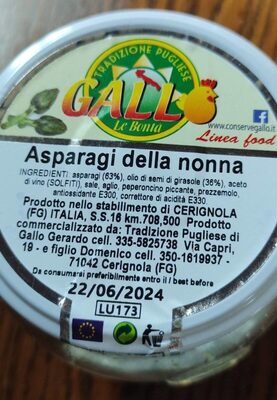 TRADIZIONE PUGLIESE
GALLO
Le Bontà
www.conservegallo.it
Linea food
Asparagi della nonna
INGREDIENTI: asparagi (63%), olio di semi di girasole (36%), aceto
di vino (SOLFITI), sale, aglio, peperoncino piccante, prezzemolo,
antiossidante E300, correttore di acidità E330
Prodotto nello stabilimento di CERIGNOLA
(FG) ITALIA, S.S.16 km.708,500 Prodotto
commercializzato da: Tradizione Pugliese di
Gallo Gerardo cell. 335-5825738 Via Capri,
19 - e figlio Domenico cell. 350-1619937 -
71042 Cerignola (FG)
Da consumarsi preferibilmente entro il / best before
22/06/2024
LU173